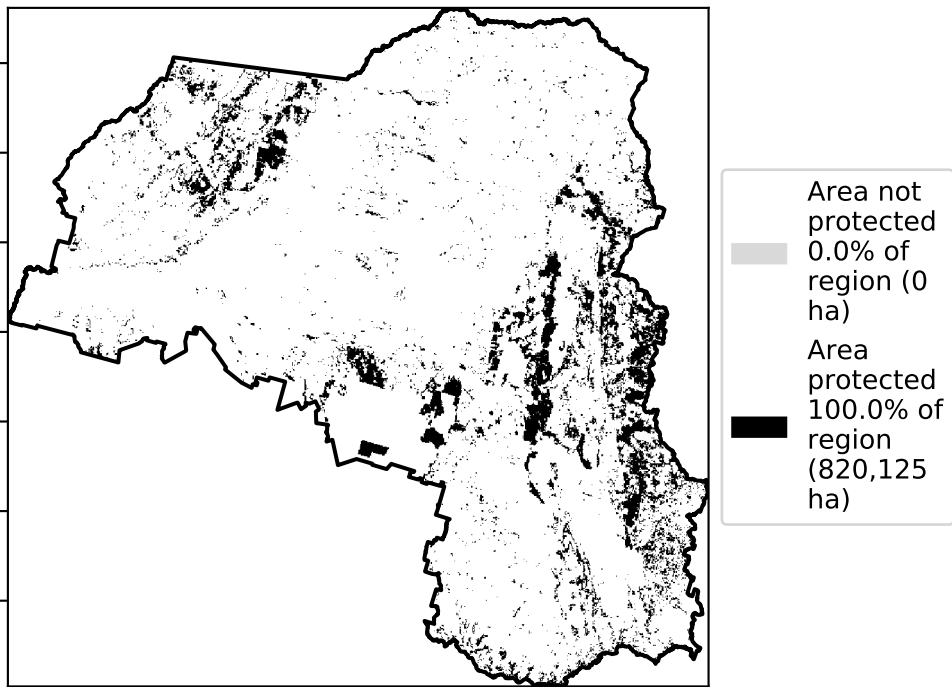 Area not
protected
0.0% of
region (0
ha)
Area
protected
100.0% of
region
(820,125
ha)